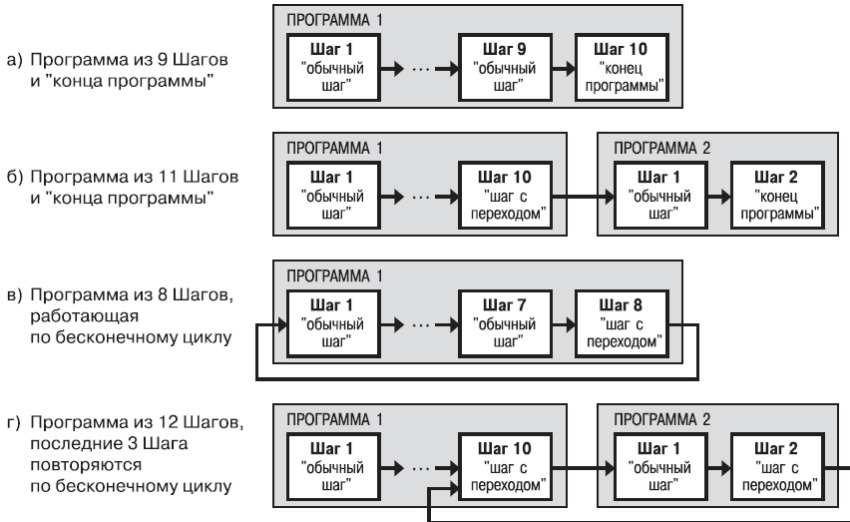 а) Программа из 9 Шагов
и "конца программы"
ПРОГРАММА 1
Шаг 1
"обычный
шаг"
...
Шаг 9
"обычный
шаг"
Шаг 10
"конец
программы"
б) Программа из 11 Шагов
и "конца программы"
ПРОГРАММА 1
Шаг 1
"обычный
шаг"
...
Шаг 10
"шаг с
переходом"
ПРОГРАММА 2
Шаг 1
"обычный
шаг"
Шаг 2
"конец
программы"
в) Программа из 8 Шагов,
работающая
по бесконечному циклу
ПРОГРАММА 1
Шаг 1
"обычный
шаг"
...
Шаг 7
"обычный
шаг"
Шаг 8
"шаг с
переходом"
г) Программа из 12 Шагов,
последние 3 Шага
повторяются
по бесконечному циклу
ПРОГРАММА 1
Шаг 1
"обычный
шаг"
...
Шаг 10
"шаг с
переходом"
ПРОГРАММА 2
Шаг 1
"обычный
шаг"
Шаг 2
"шаг с
переходом"